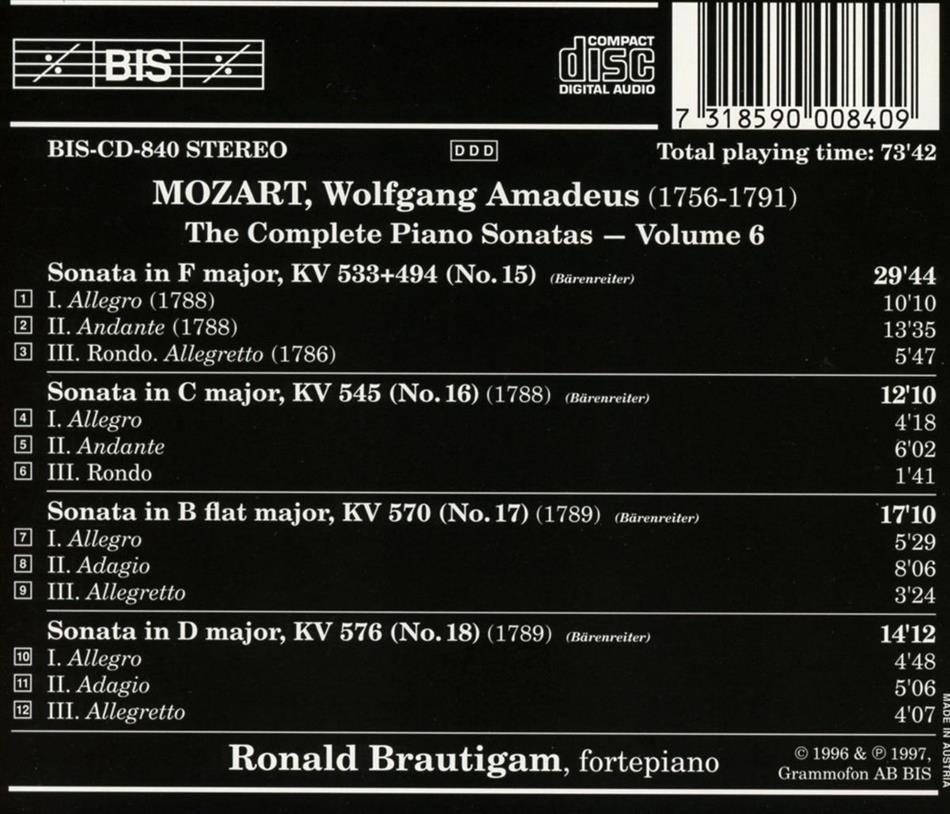 BIS
COMPACT
disc
DIGITAL AUDIO
7 318590 008409
BIS-CD-840 STEREO DDD Total playing time: 73'42
MOZART, Wolfgang Amadeus (1756-1791)
The Complete Piano Sonatas — Volume 6
Sonata in F major, KV 533+494 (No. 15) (Bärenreiter) 29'44
1 I. Allegro (1788) 10'10
2 II. Andante (1788) 13'35
3 III. Rondo. Allegretto (1786) 5'47
Sonata in C major, KV 545 (No. 16) (1788) (Bärenreiter) 12'10
4 I. Allegro 4'18
5 II. Andante 6'02
6 III. Rondo 1'41
Sonata in B flat major, KV 570 (No. 17) (1789) (Bärenreiter) 17'10
7 I. Allegro 5'29
8 II. Adagio 8'06
9 III. Allegretto 3'24
Sonata in D major, KV 576 (No. 18) (1789) (Bärenreiter) 14'12
10 I. Allegro 4'48
11 II. Adagio 5'06
12 III. Allegretto 4'07
Ronald Brautigam, fortepiano
© 1996 & ℗ 1997,
Grammofon AB BIS
MADE IN AUSTRIA